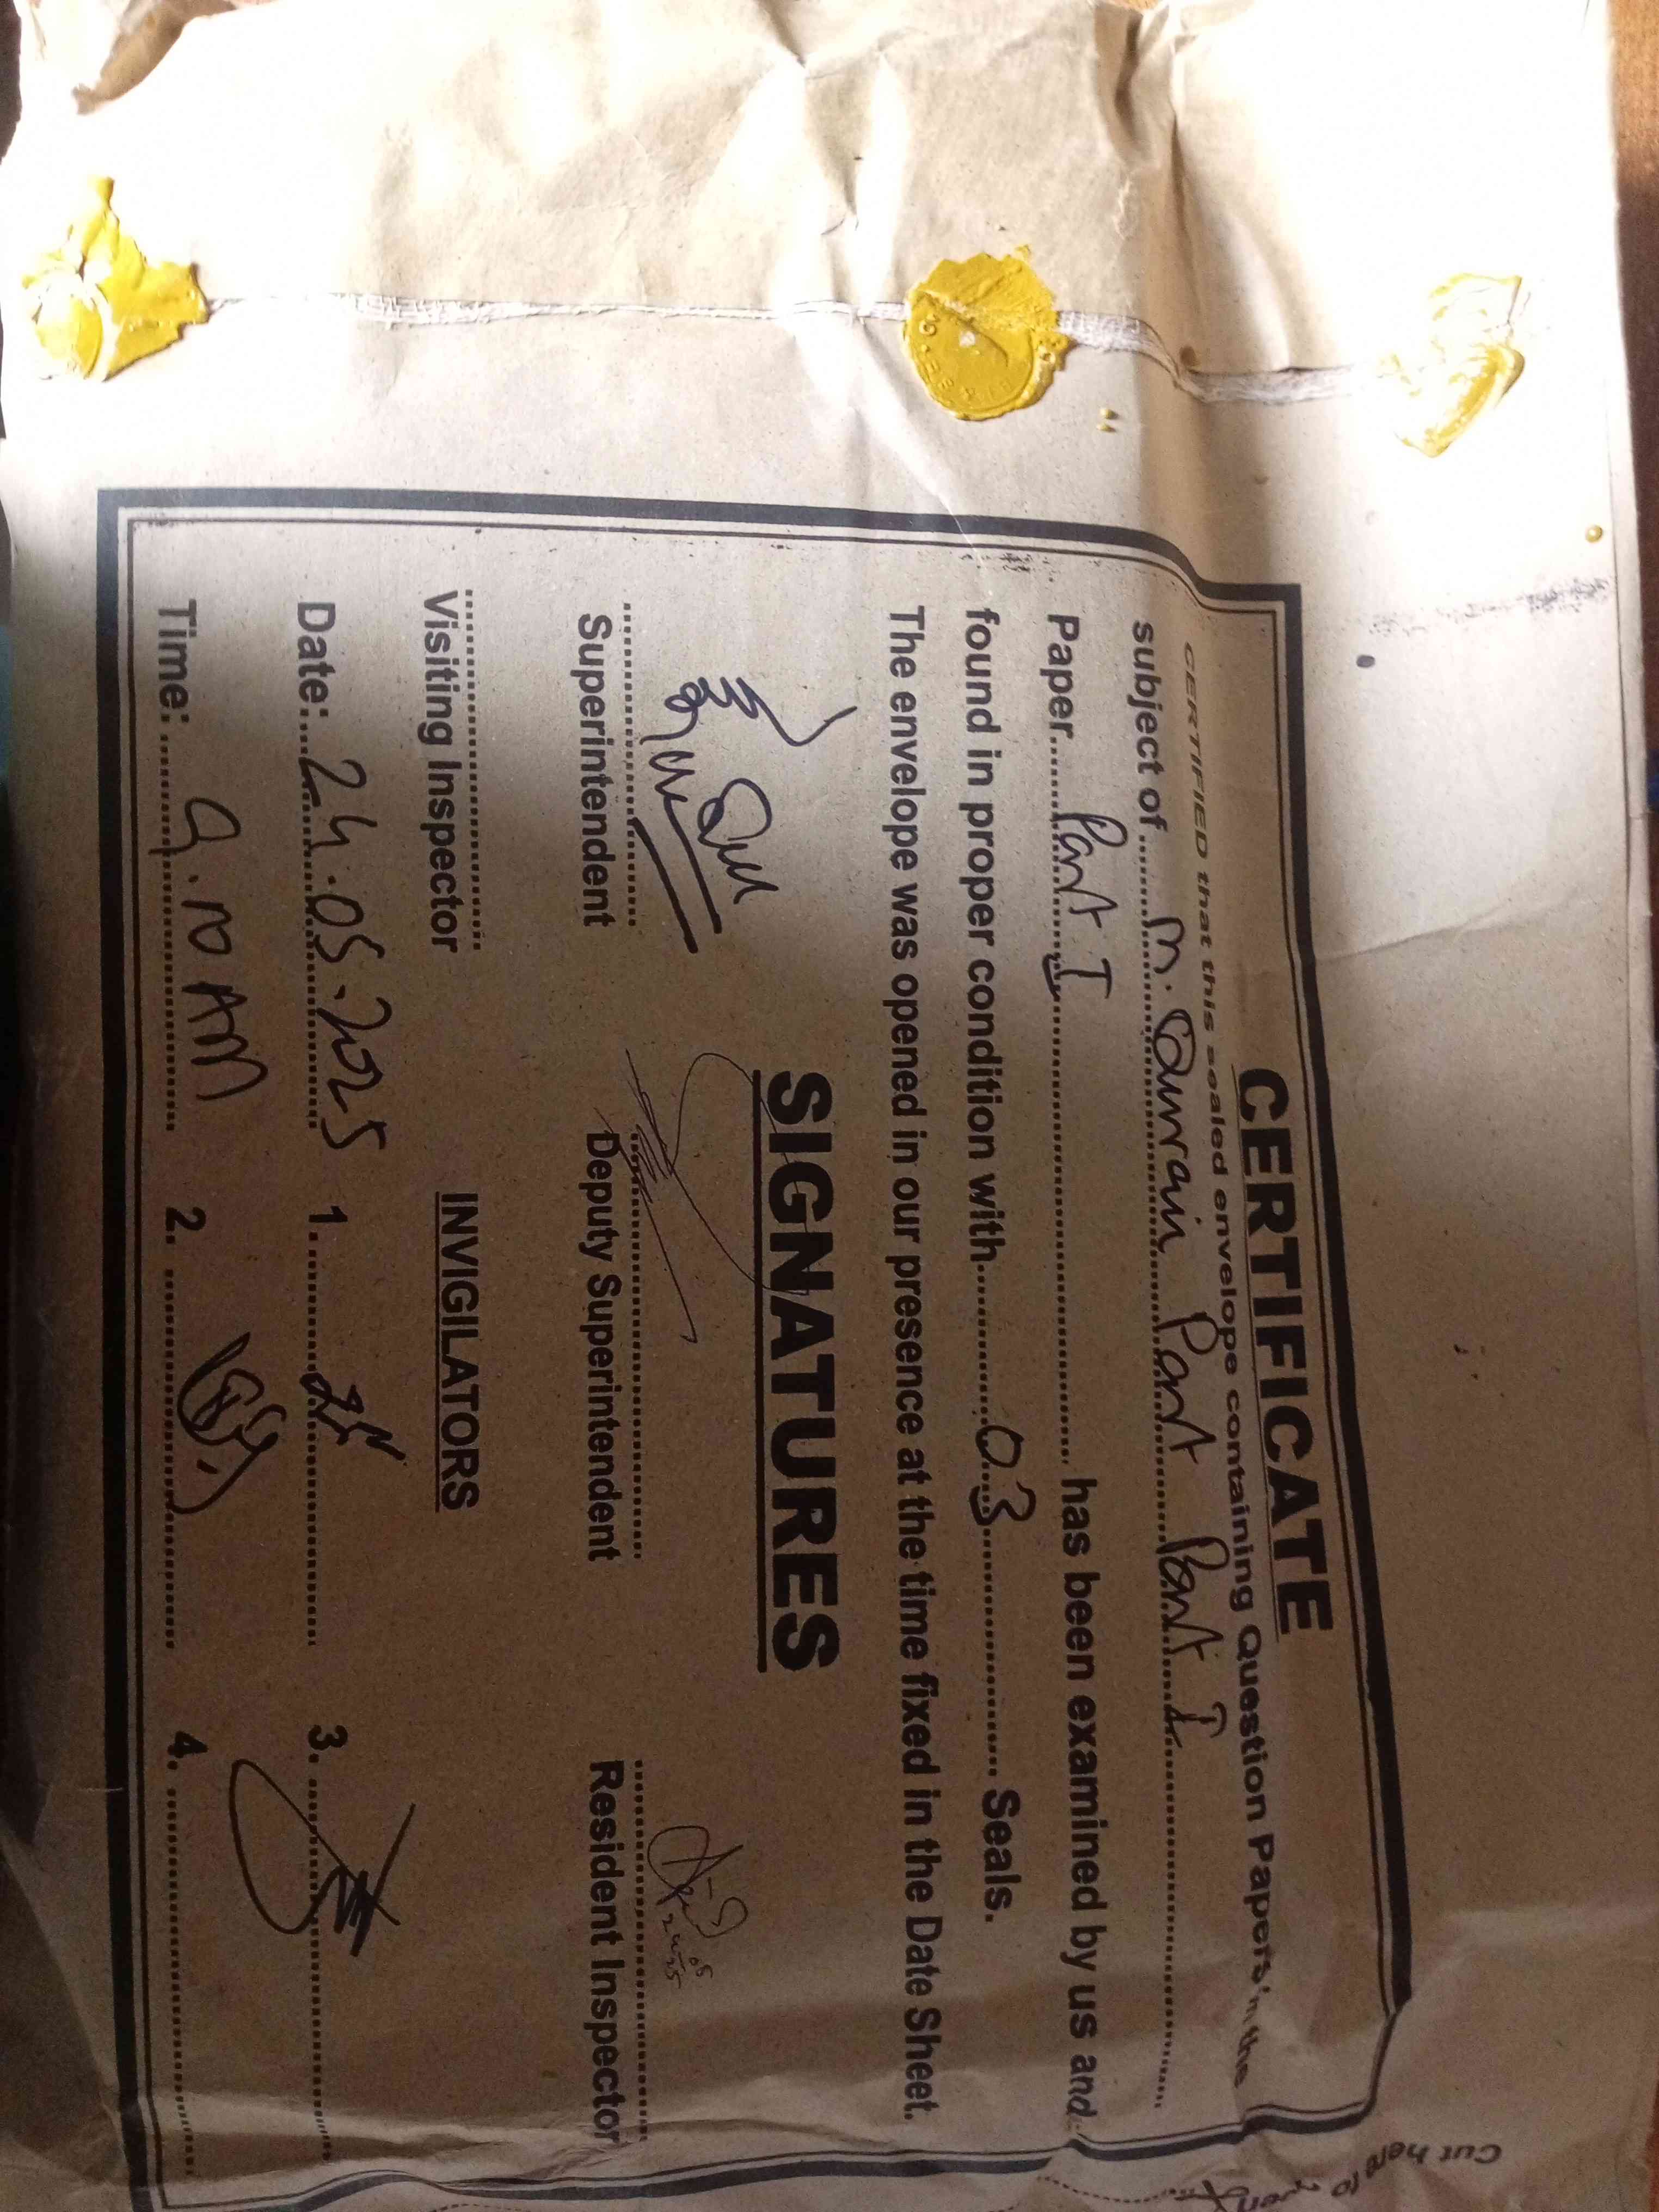 Cut here to open
CERTIFICATE
CERTIFIED that this sealed envelope containing Question Papers in the
subject of M. Quran Part Part I
Paper Part I has been examined by us and
found in proper condition with 03 Seals.
The envelope was opened in our presence at the time fixed in the Date Sheet.
SIGNATURES
Superintendent Deputy Superintendent Resident Inspector
Visiting Inspector INVIGILATORS
Date: 24.05.2025 1. 3.
Time: 9.10 AM 2. 4.